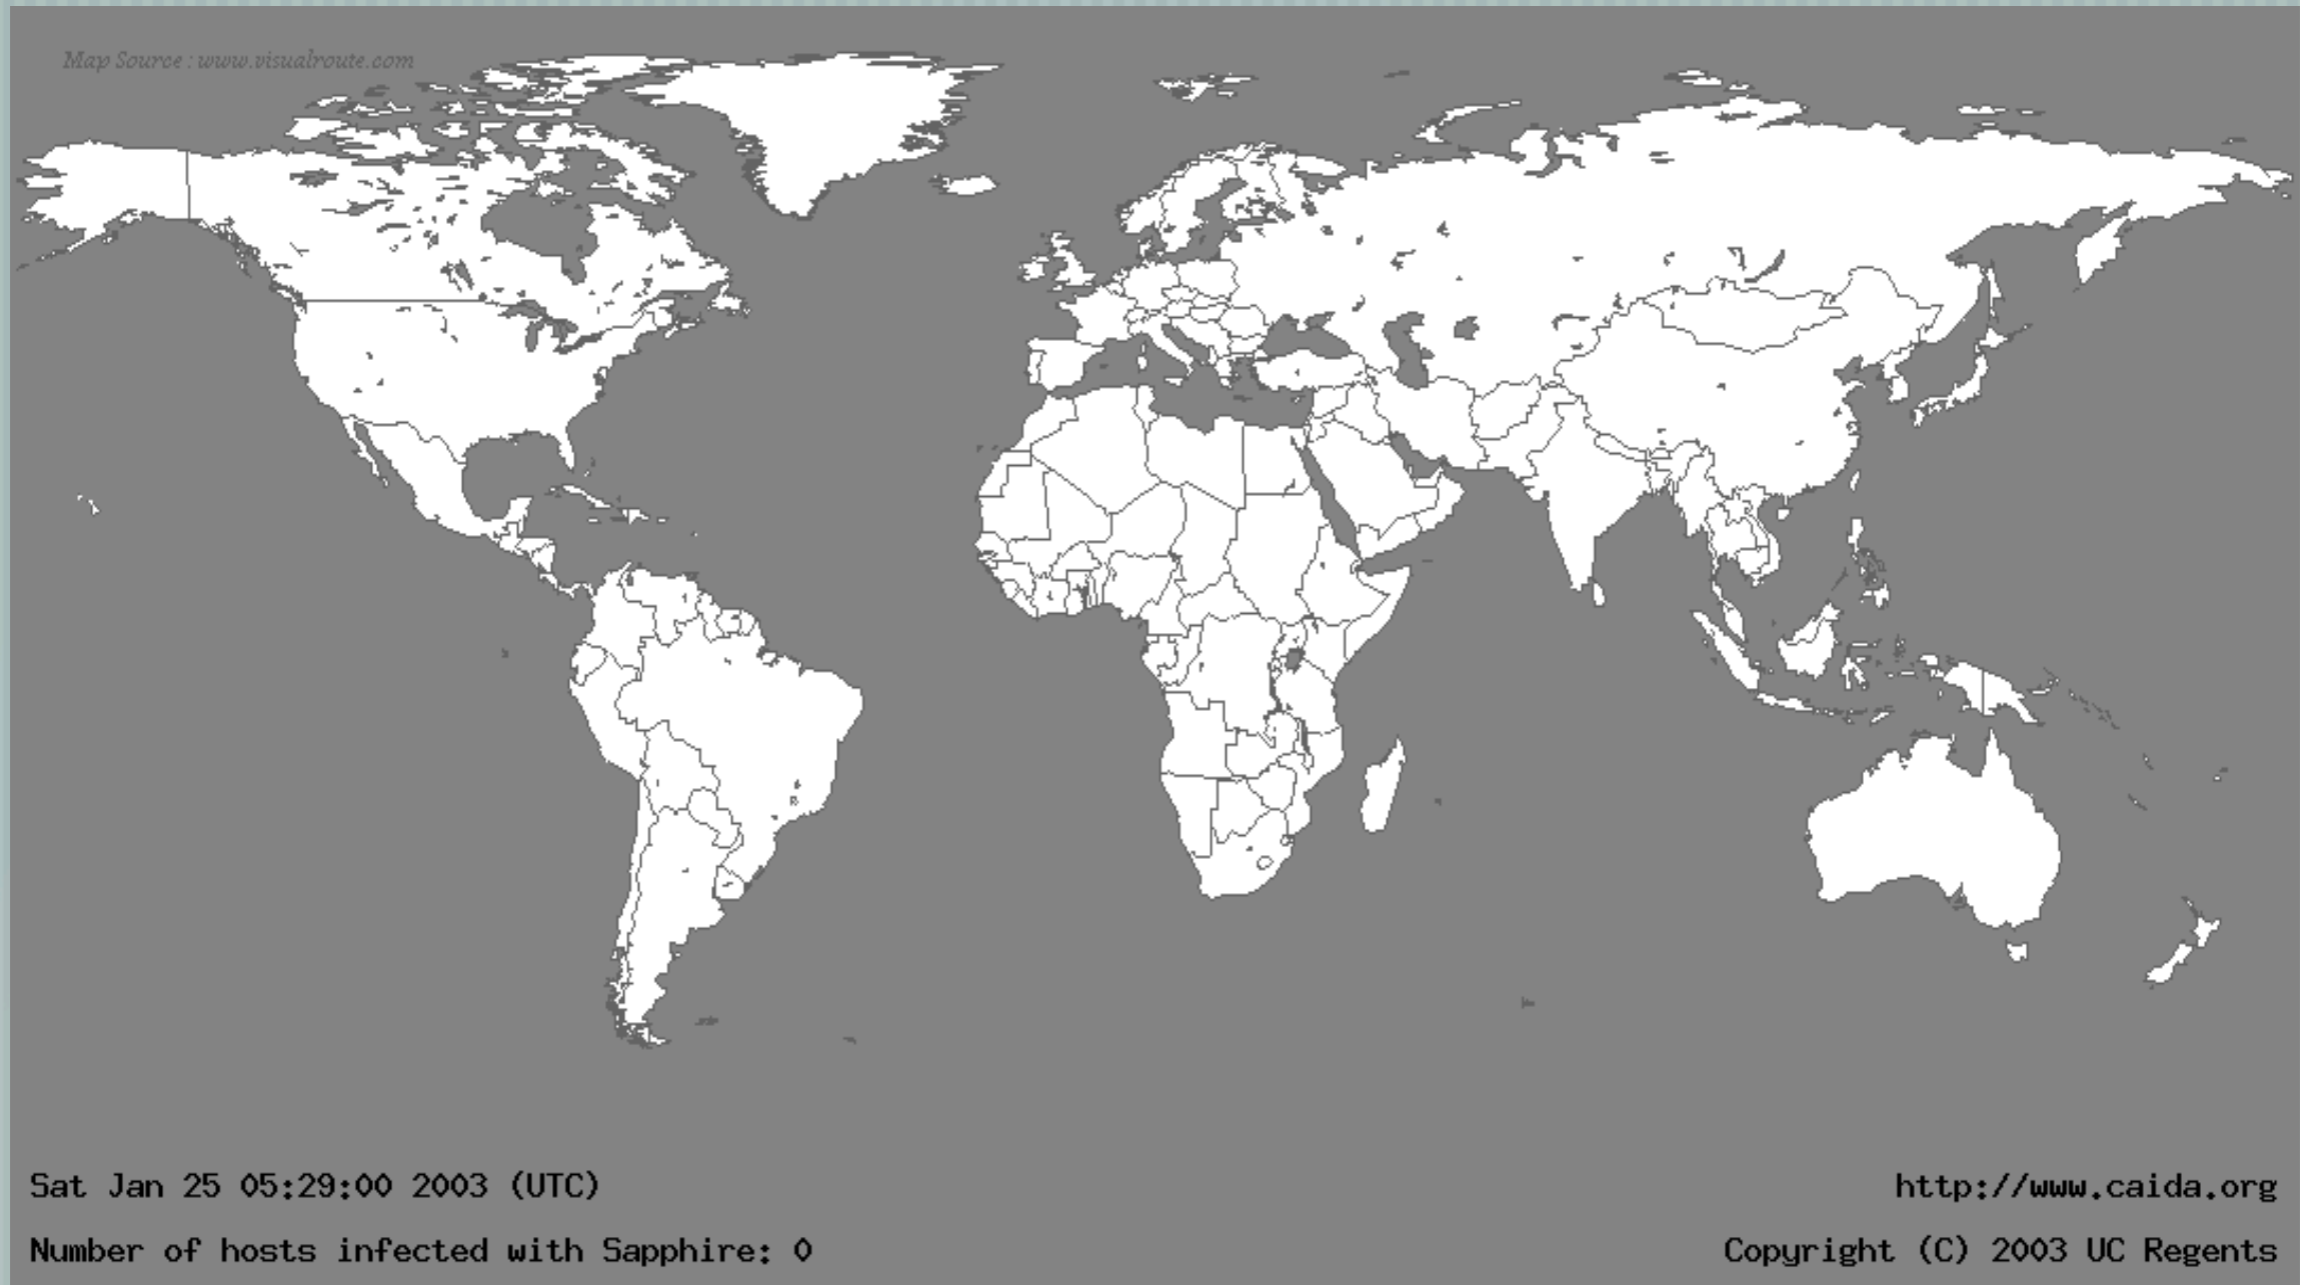 Map Source : www.visualroute.com
Sat Jan 25 05:29:00 2003 (UTC)
http://www.caida.org
Number of hosts infected with Sapphire: 0
Copyright (C) 2003 UC Regents